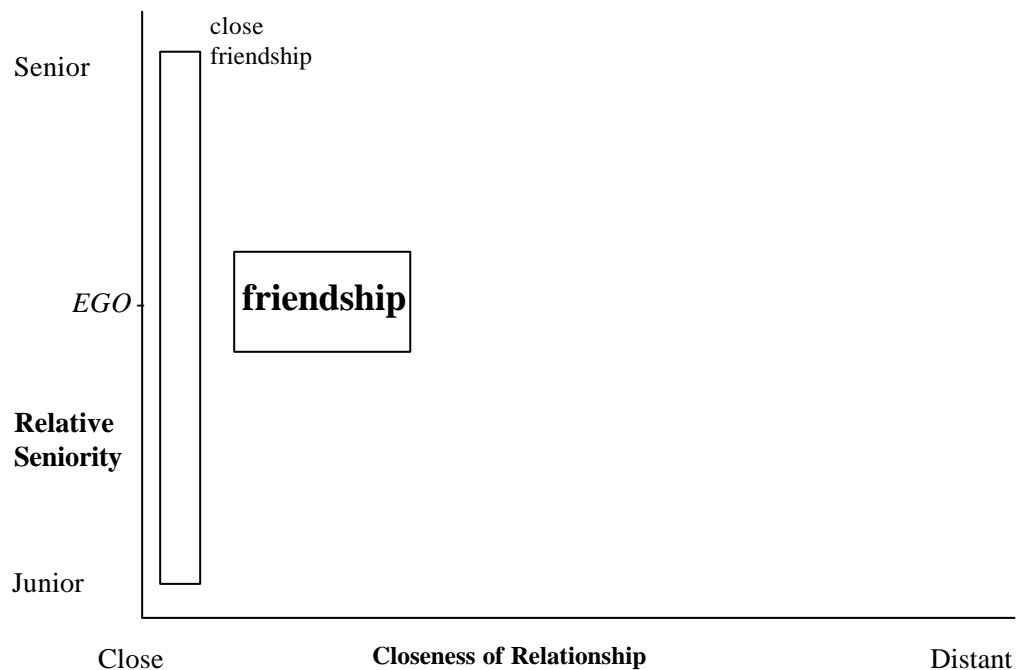 close
friendship
Senior
friendship
EGO
Relative
Seniority
Junior
Close
Closeness of Relationship
Distant